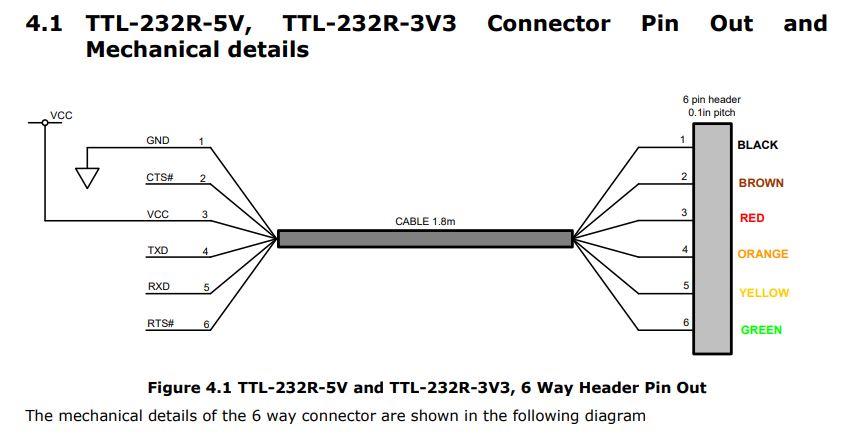 4.1 TTL-232R-5V, TTL-232R-3V3 Connector Pin Out and
Mechanical details
6 pin header
0.1in pitch
VCC
GND 1
CTS# 2
VCC 3
TXD 4
RXD 5
RTS# 6
CABLE 1.8m
1 BLACK
2 BROWN
3 RED
4 ORANGE
5 YELLOW
6 GREEN
Figure 4.1 TTL-232R-5V and TTL-232R-3V3, 6 Way Header Pin Out
The mechanical details of the 6 way connector are shown in the following diagram